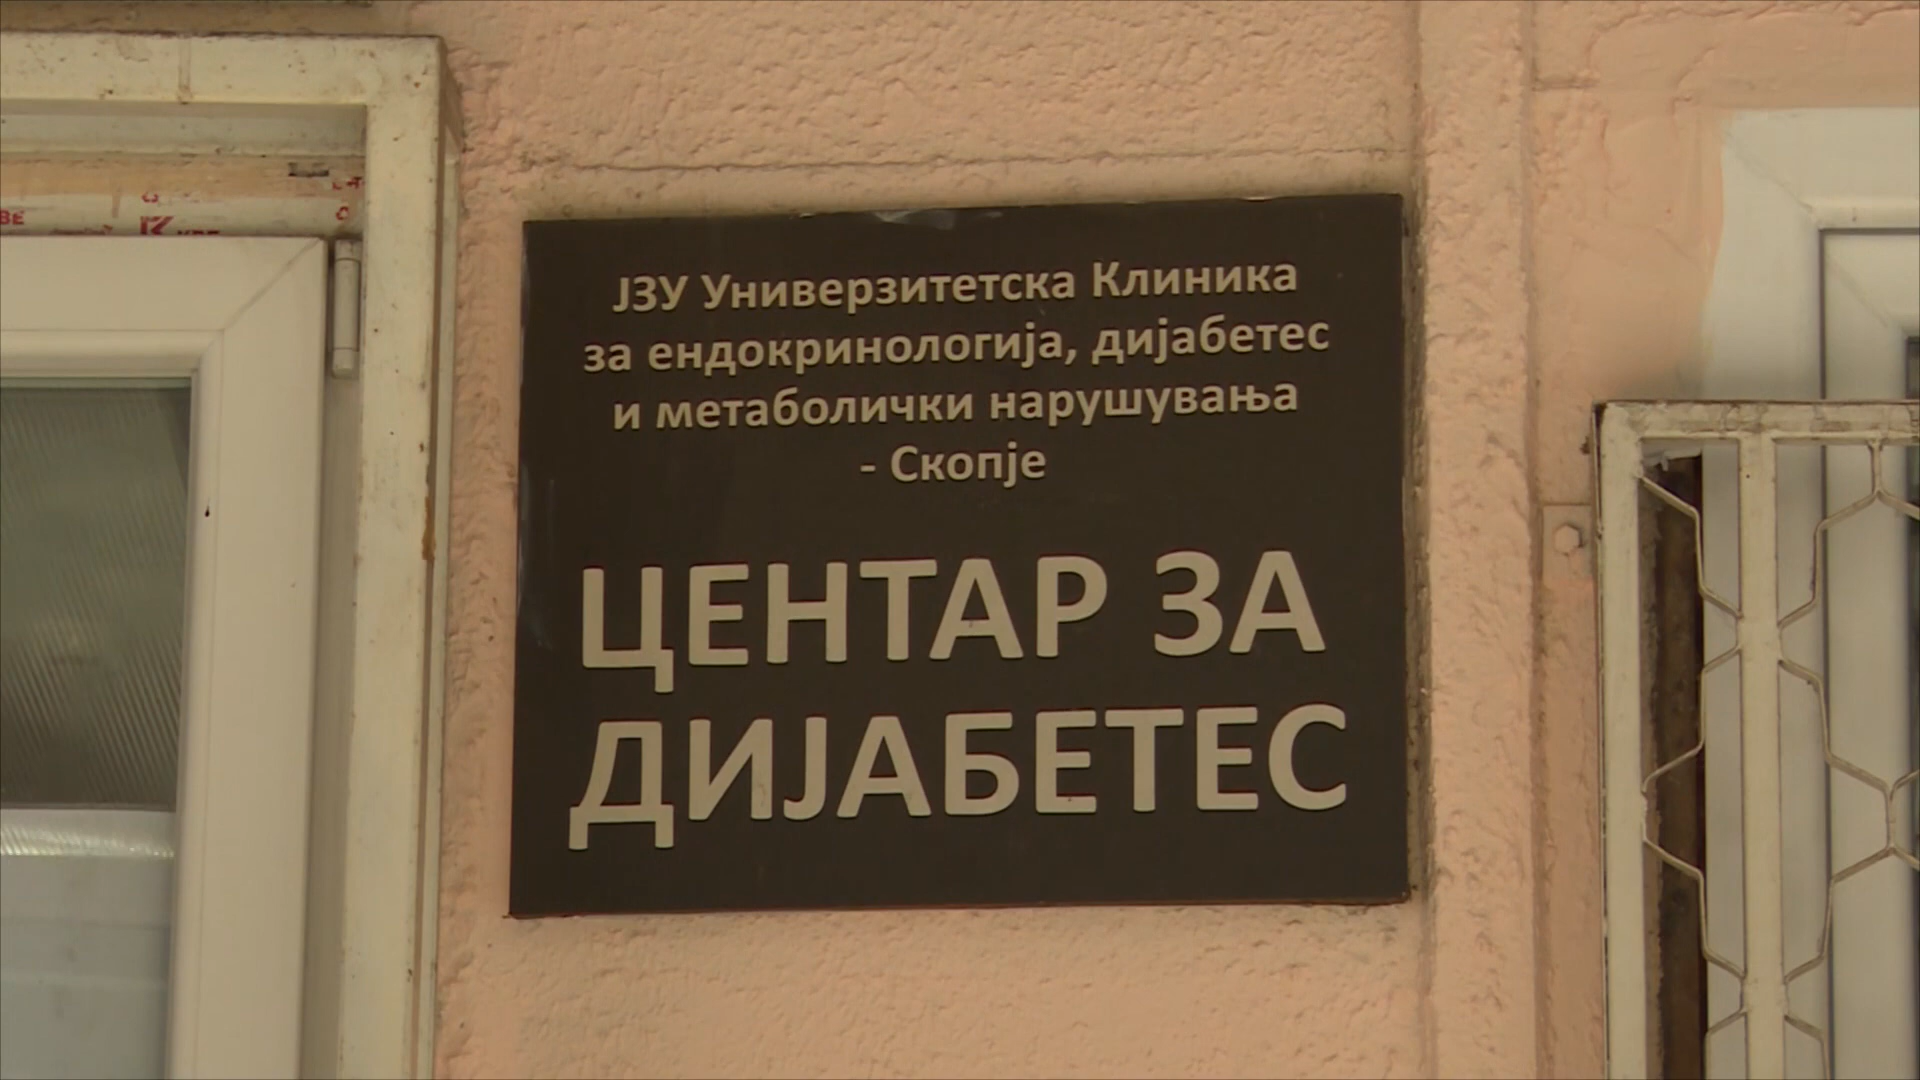 ЈЗУ Универзитетска Клиника
за ендокринологија, дијабетес
и метаболички нарушувања
- Скопје
ЦЕНТАР ЗА
ДИЈАБЕТЕС